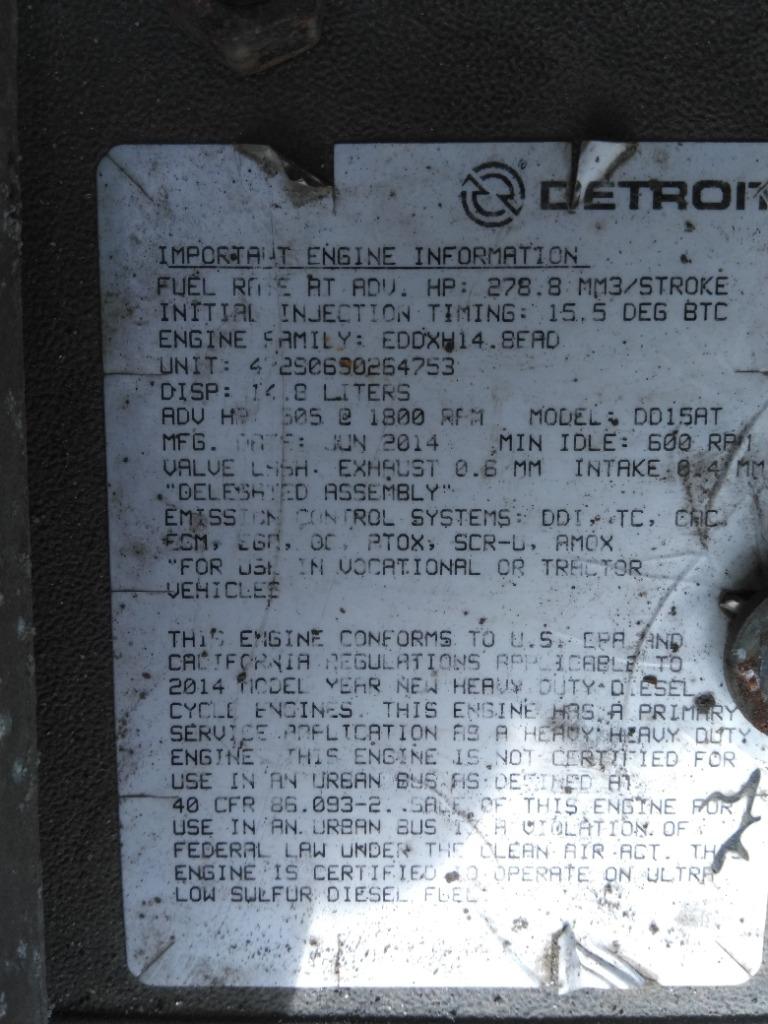 DETROIT
IMPORTANT ENGINE INFORMATION
FUEL RATE AT ADV. HP: 278.8 MM3/STROKE
INITIAL INJECTION TIMING: 15.5 DEG BTC
ENGINE FAMILY: EDDXH14.8EAD
UNIT:
DISP: 14.8 LITERS
ADV HP: 505 @ 1800 RPM MODEL: DD15AT
MFG. DATE: JUN 2014 MIN IDLE: 600 RPM
VALVE LASH. EXHAUST 0.6 MM INTAKE 0.4 MM
"DELEGATED ASSEMBLY"
EMISSION CONTROL SYSTEMS: DDI, TC, CAC,
ECM, EGR, OC, PTOX, SCR-U, AMOX
"FOR USE IN VOCATIONAL OR TRACTOR
VEHICLES
THIS ENGINE CONFORMS TO U.S. EPA AND
CALIFORNIA REGULATIONS APPLICABLE TO
2014 MODEL YEAR NEW HEAVY DUTY DIESEL
CYCLE ENGINES. THIS ENGINE HAS A PRIMARY
SERVICE APPLICATION AS A HEAVY HEAVY DUTY
ENGINE. THIS ENGINE IS NOT CERTIFIED FOR
USE IN AN URBAN BUS AS DEFINED AT
40 CFR 86.093-2. SALE OF THIS ENGINE FOR
USE IN AN URBAN BUS IS A VIOLATION OF
FEDERAL LAW UNDER THE CLEAN AIR ACT. THIS
ENGINE IS CERTIFIED TO OPERATE ON ULTRA
LOW SULFUR DIESEL FUEL